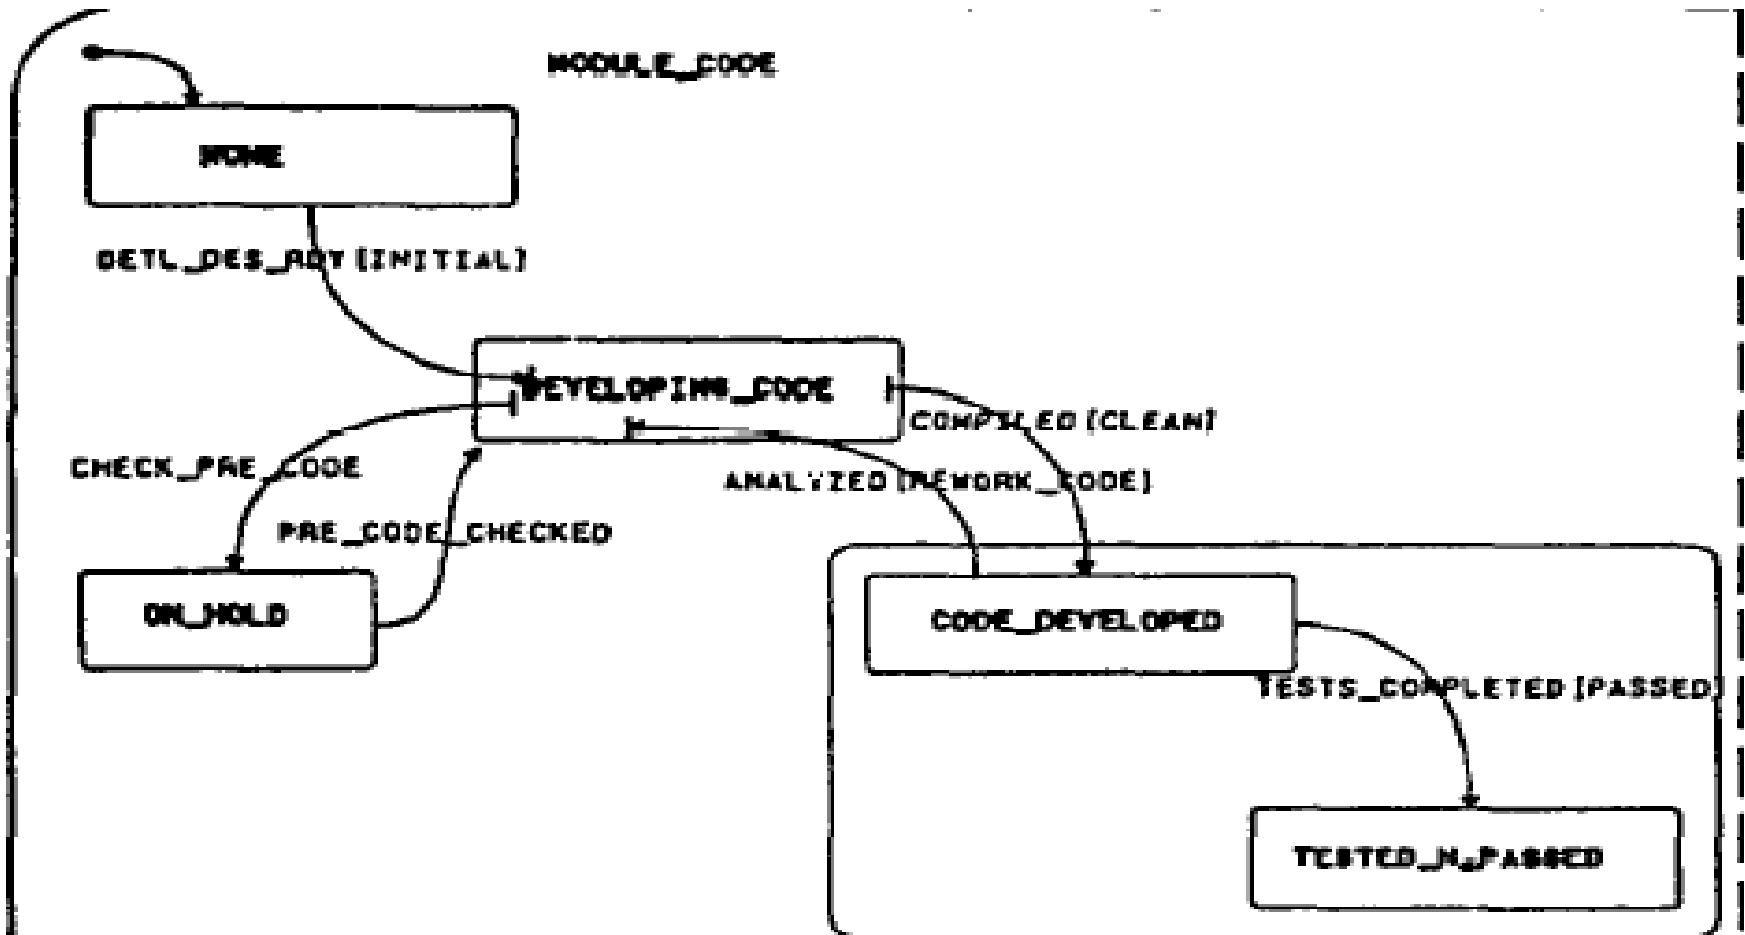 MODULE_CODE
NONE
DETL_DES_RDY [INITIAL]
DEVELOPING_CODE
COMPILED [CLEAN]
CHECK_PRE_CODE
ANALYZED [REWORK_CODE]
PRE_CODE_CHECKED
ON_HOLD
CODE_DEVELOPED
TESTS_COMPLETED [PASSED]
TESTED_N_PASSED